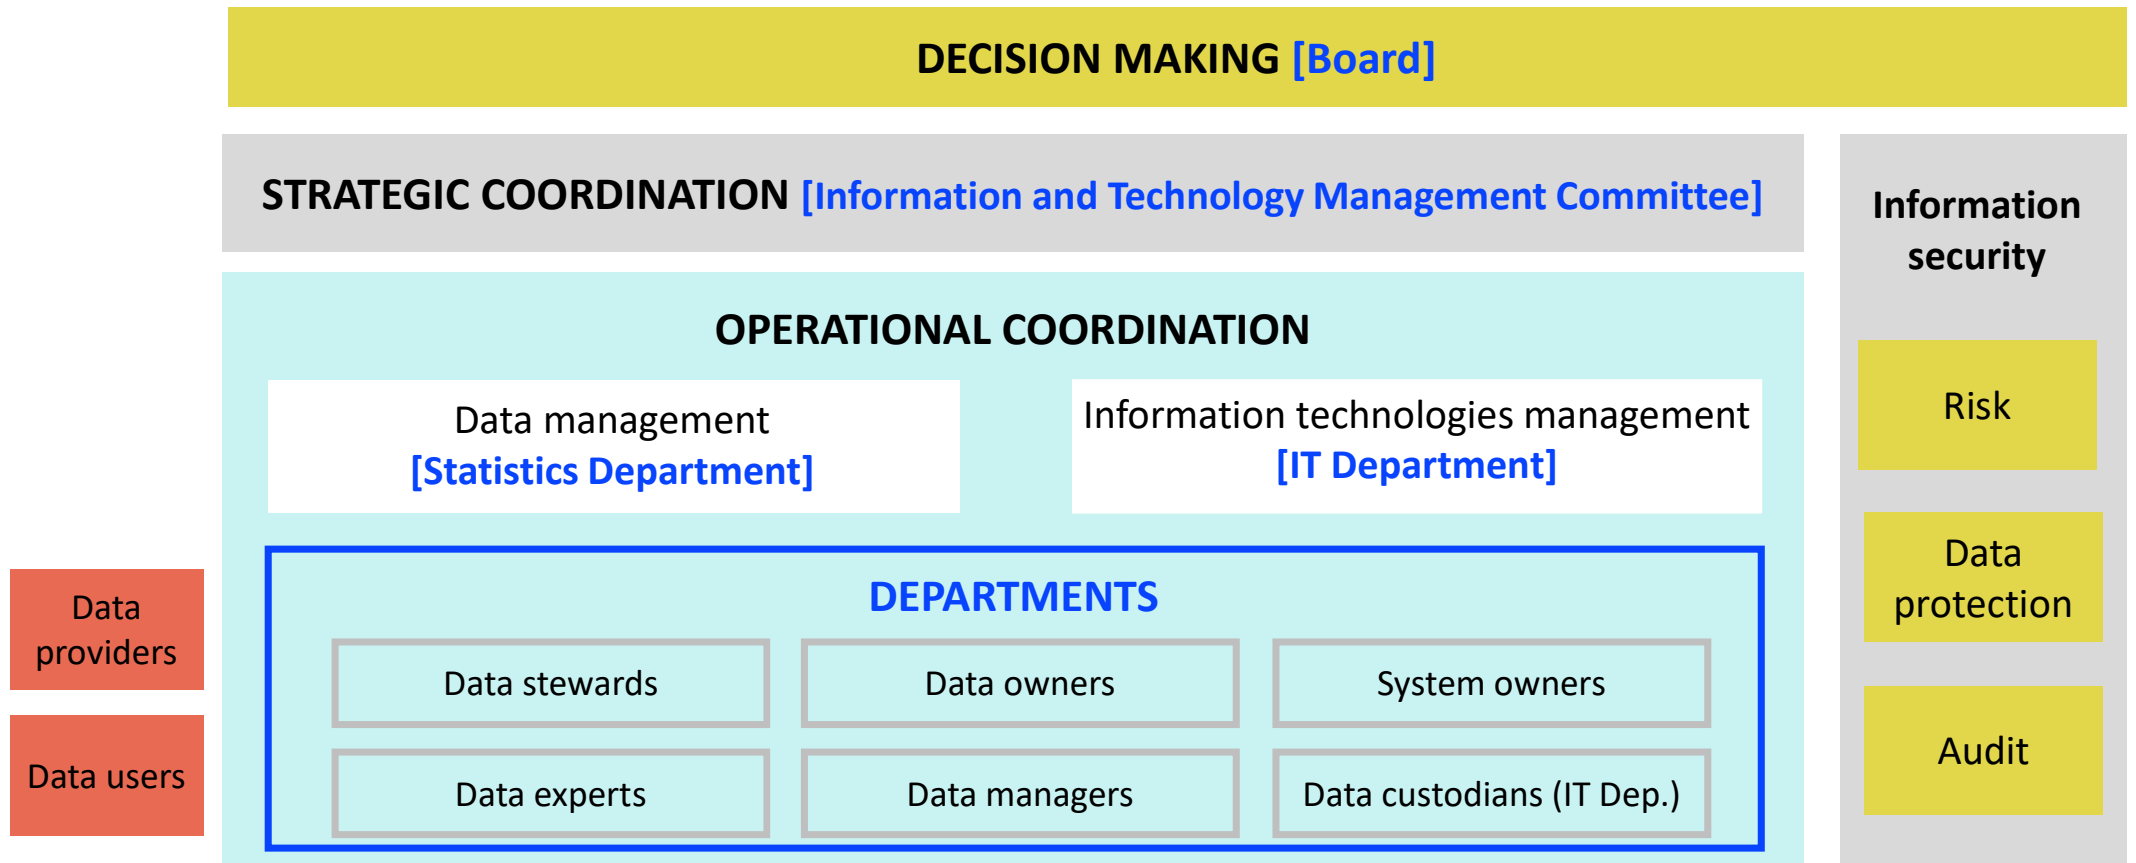 DECISION MAKING [Board]
STRATEGIC COORDINATION [Information and Technology Management Committee]
Information
security
OPERATIONAL COORDINATION
Data management
[Statistics Department]
Information technologies management
[IT Department]
Risk
Data
protection
Audit
DEPARTMENTS
Data stewards
Data owners
System owners
Data experts
Data managers
Data custodians (IT Dep.)
Data
providers
Data users